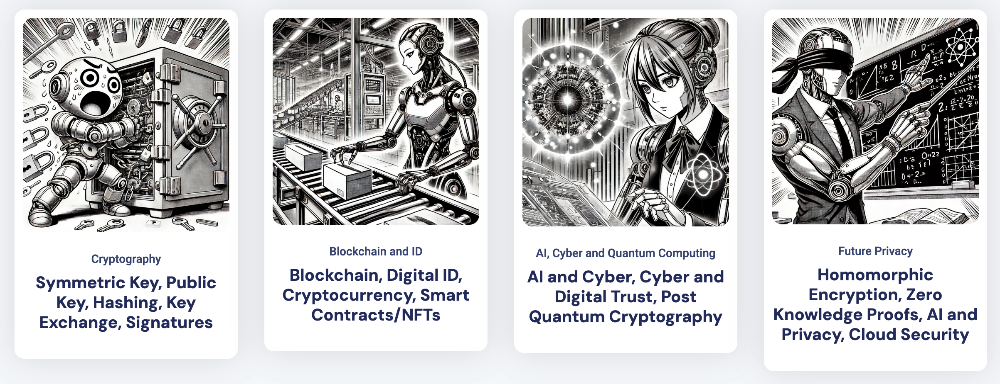 Cryptography
Symmetric Key, Public
Key, Hashing, Key
Exchange, Signatures
Blockchain and ID
Blockchain, Digital ID,
Cryptocurrency, Smart
Contracts/NFTs
AI, Cyber and Quantum Computing
AI and Cyber, Cyber and
Digital Trust, Post
Quantum Cryptography
Future Privacy
Homomorphic
Encryption, Zero
Knowledge Proofs, AI and
Privacy, Cloud Security